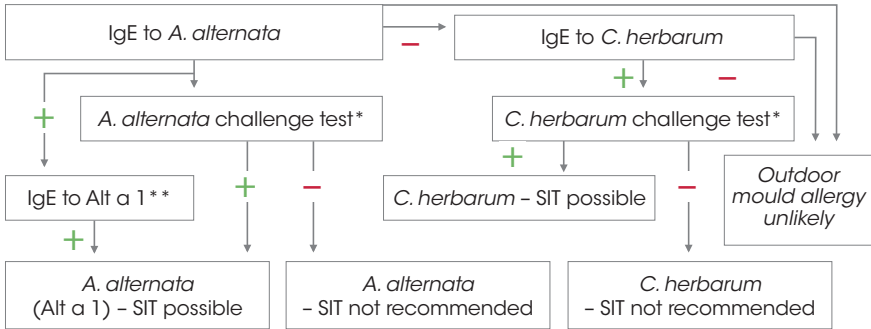 IgE to A. alternata
–
IgE to C. herbarum
+
–
+
A. alternata challenge test*
C. herbarum challenge test*
+
IgE to Alt a 1**
+
–
C. herbarum – SIT possible
–
Outdoor
mould allergy
unlikely
+
A. alternata
(Alt a 1) – SIT possible
A. alternata
– SIT not recommended
C. herbarum
– SIT not recommended